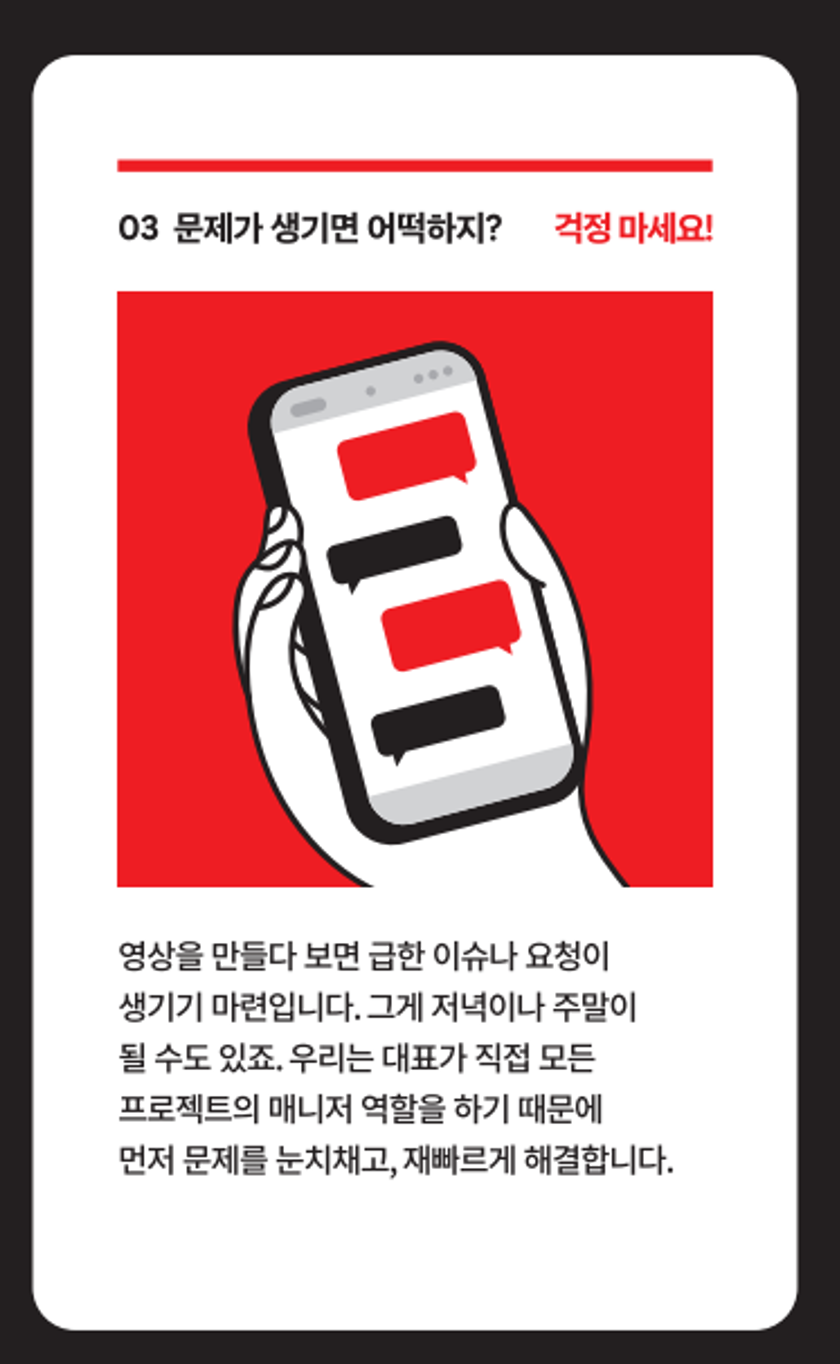 03 문제가 생기면 어떡하지? 걱정 마세요!
영상을 만들다 보면 급한 이슈나 요청이
생기기 마련입니다. 그게 저녁이나 주말이
될 수도 있죠. 우리는 대표가 직접 모든
프로젝트의 매니저 역할을 하기 때문에
먼저 문제를 눈치채고, 재빠르게 해결합니다.